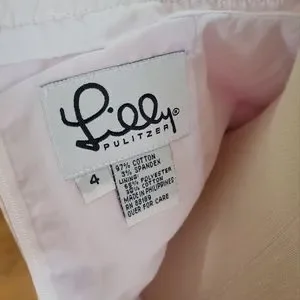 Lilly®
PULITZER
4
97% COTTON
3% SPANDEX
LINING:
65% POLYESTER
35% COTTON
MADE IN PHILIPPINES
OVER FOR CARE